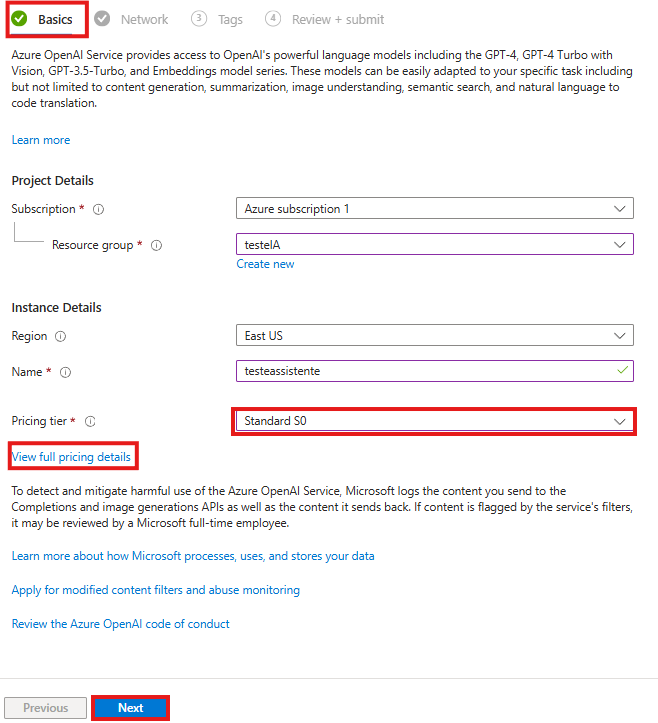 Basics Network 3 Tags 4 Review + submit
Azure OpenAI Service provides access to OpenAI's powerful language models including the GPT-4, GPT-4 Turbo with
Vision, GPT-3.5-Turbo, and Embeddings model series. These models can be easily adapted to your specific task including
but not limited to content generation, summarization, image understanding, semantic search, and natural language to
code translation.
Learn more
Project Details
Subscription * Azure subscription 1
Resource group * testeIA
Create new
Instance Details
Region East US
Name * testeassistente
Pricing tier * Standard S0
View full pricing details
To detect and mitigate harmful use of the Azure OpenAI Service, Microsoft logs the content you send to the
Completions and image generations APIs as well as the content it sends back. If content is flagged by the service's filters,
it may be reviewed by a Microsoft full-time employee.
Learn more about how Microsoft processes, uses, and stores your data
Apply for modified content filters and abuse monitoring
Review the Azure OpenAI code of conduct
Previous Next